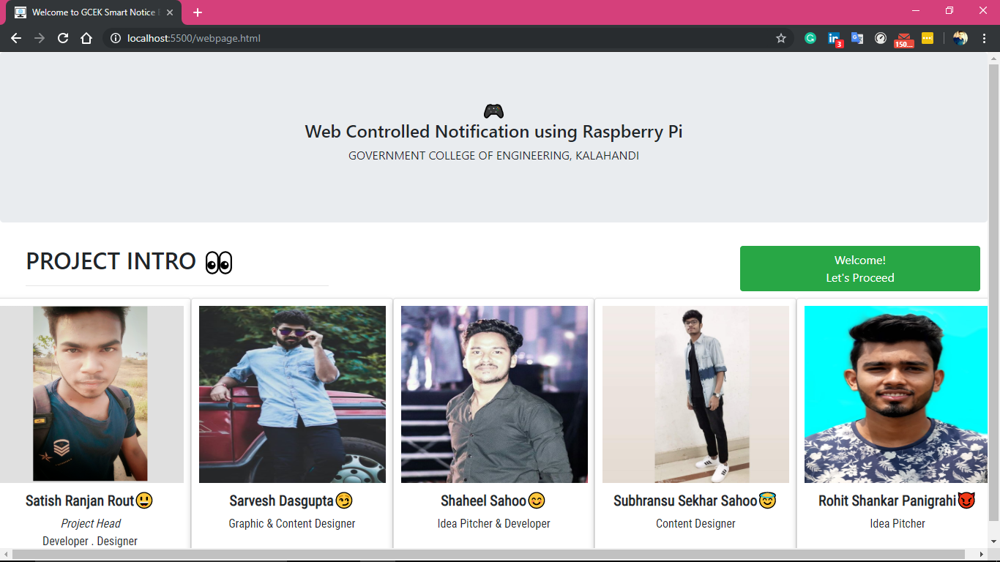 Welcome to GCEK Smart Notice
localhost:5500/webpage.html
3
150...
Web Controlled Notification using Raspberry Pi
GOVERNMENT COLLEGE OF ENGINEERING, KALAHANDI
PROJECT INTRO
Welcome!
Let's Proceed
Satish Ranjan Rout
Project Head
Developer . Designer
Sarvesh Dasgupta
Graphic & Content Designer
Shaheel Sahoo
Idea Pitcher & Developer
Subhransu Sekhar Sahoo
Content Designer
Rohit Shankar Panigrahi
Idea Pitcher